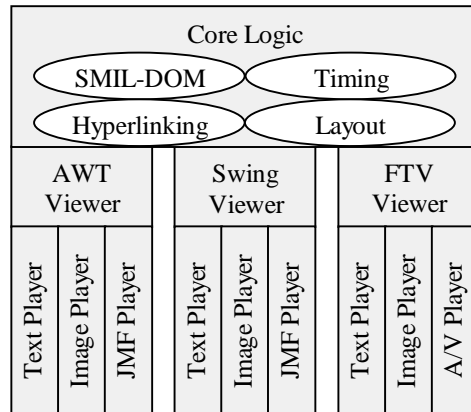 Core Logic
SMIL-DOM
Timing
Hyperlinking
Layout
AWT
Viewer
Swing
Viewer
FTV
Viewer
Text Player
Image Player
JMF Player
Text Player
Image Player
JMF Player
Text Player
Image Player
A/V Player